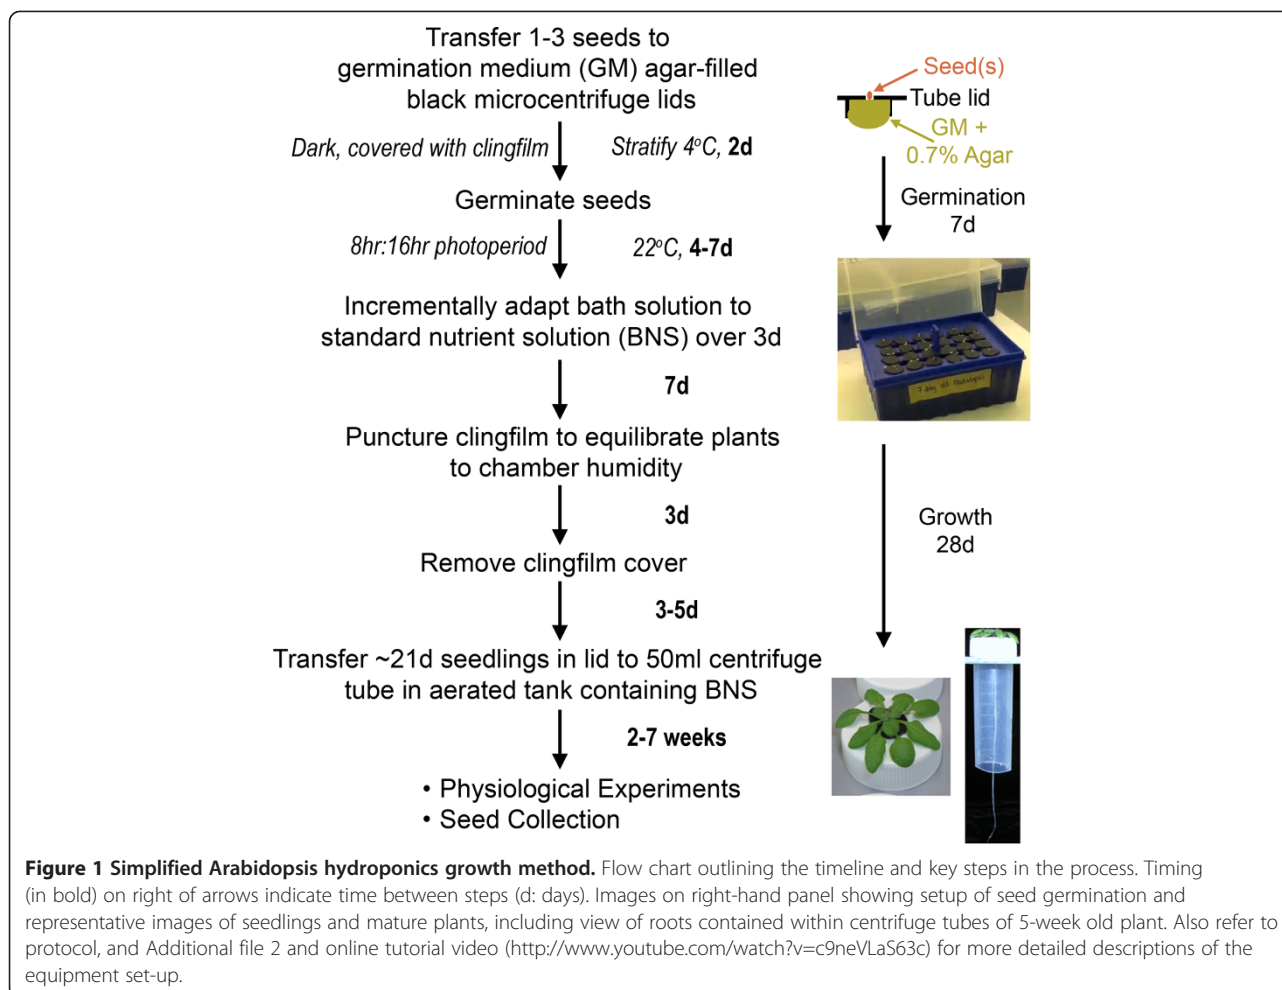 Transfer 1-3 seeds to
germination medium (GM) agar-filled
black microcentrifuge lids
Dark, covered with clingfilm
Stratify 4°C, 2d
Germinate seeds
8hr:16hr photoperiod
22°C, 4-7d
Incrementally adapt bath solution to
standard nutrient solution (BNS) over 3d
7d
Puncture clingfilm to equilibrate plants
to chamber humidity
3d
Remove clingfilm cover
3-5d
Transfer ~21d seedlings in lid to 50ml centrifuge
tube in aerated tank containing BNS
2-7 weeks
• Physiological Experiments
• Seed Collection
Seed(s)
Tube lid
GM +
0.7% Agar
Germination
7d
7 day old
Growth
28d
Figure 1 Simplified Arabidopsis hydroponics growth method. Flow chart outlining the timeline and key steps in the process. Timing
(in bold) on right of arrows indicate time between steps (d: days). Images on right-hand panel showing setup of seed germination and
representative images of seedlings and mature plants, including view of roots contained within centrifuge tubes of 5-week old plant. Also refer to
protocol, and Additional file 2 and online tutorial video (http://www.youtube.com/watch?v=c9neVLaS63c) for more detailed descriptions of the
equipment set-up.